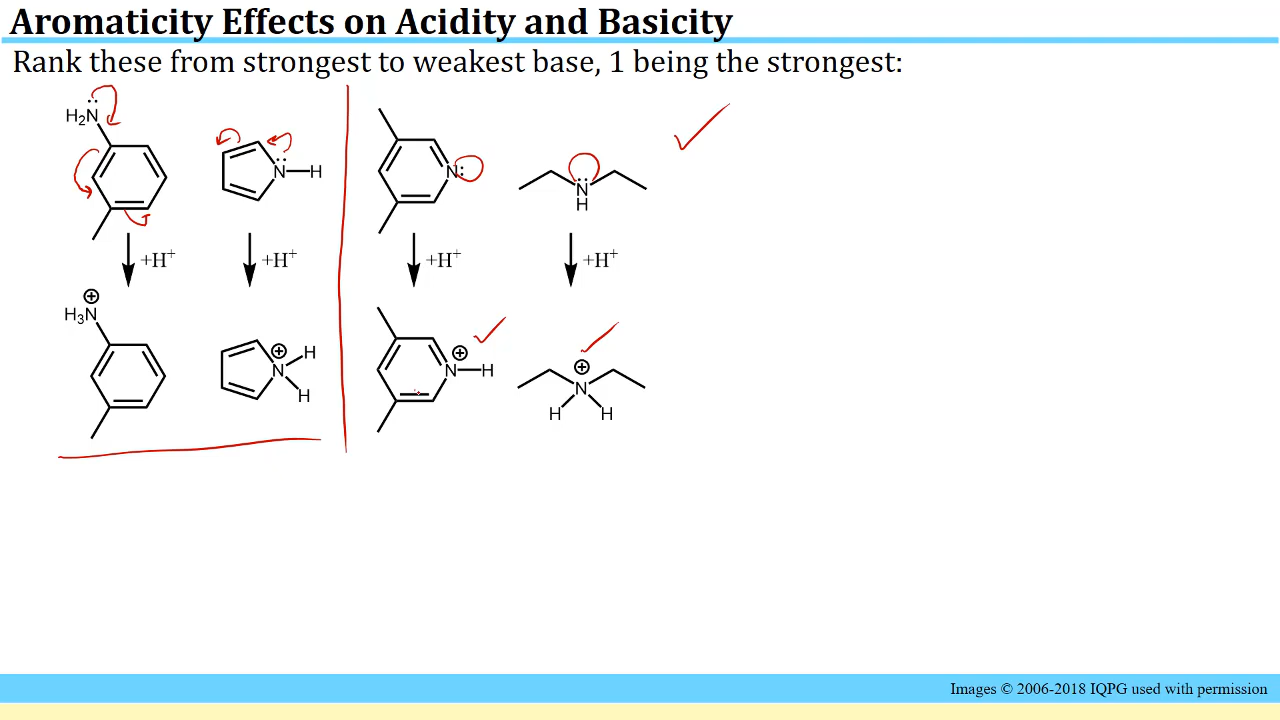 Aromaticity Effects on Acidity and Basicity
Rank these from strongest to weakest base, 1 being the strongest:
H₂N
N
H
N
N
H
+H⁺
+H⁺
+H⁺
+H⁺
H₃N
N
H
H
N
H
N
H
H
Images © 2006-2018 IQPG used with permission